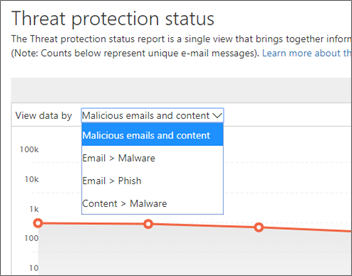 Threat protection status
The Threat protection status report is a single view that brings together
(Note: Counts below represent unique e-mail messages). Learn more about
View data by Malicious emails and content
Malicious emails and content
Email > Malware
Email > Phish
Content > Malware
100k
10k
1k
100
10